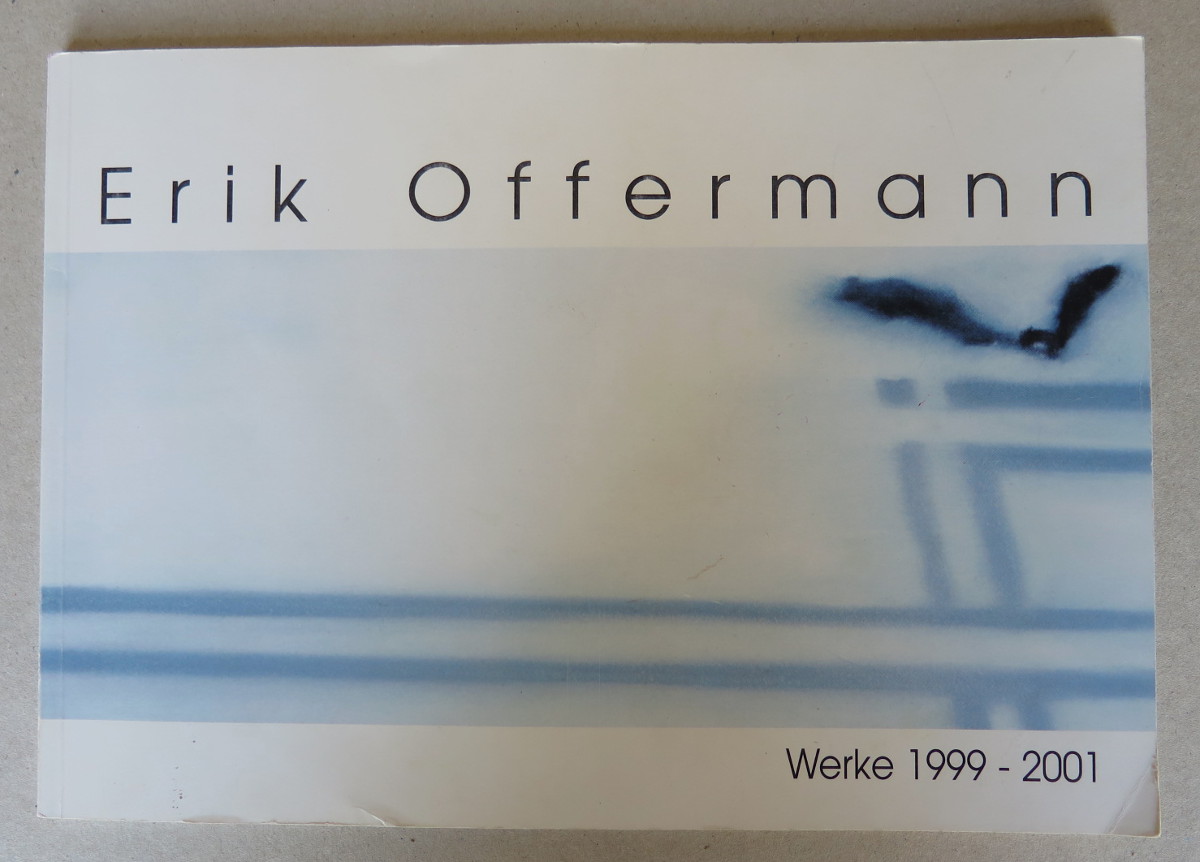 Erik Offermann
Werke 1999 - 2001